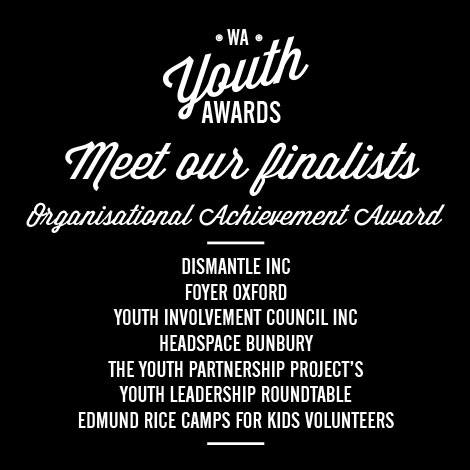 • WA •
Youth
AWARDS
Meet our finalists
Organisational Achievement Award
DISMANTLE INC
FOYER OXFORD
YOUTH INVOLVEMENT COUNCIL INC
HEADSPACE BUNBURY
THE YOUTH PARTNERSHIP PROJECT'S
YOUTH LEADERSHIP ROUNDTABLE
EDMUND RICE CAMPS FOR KIDS VOLUNTEERS